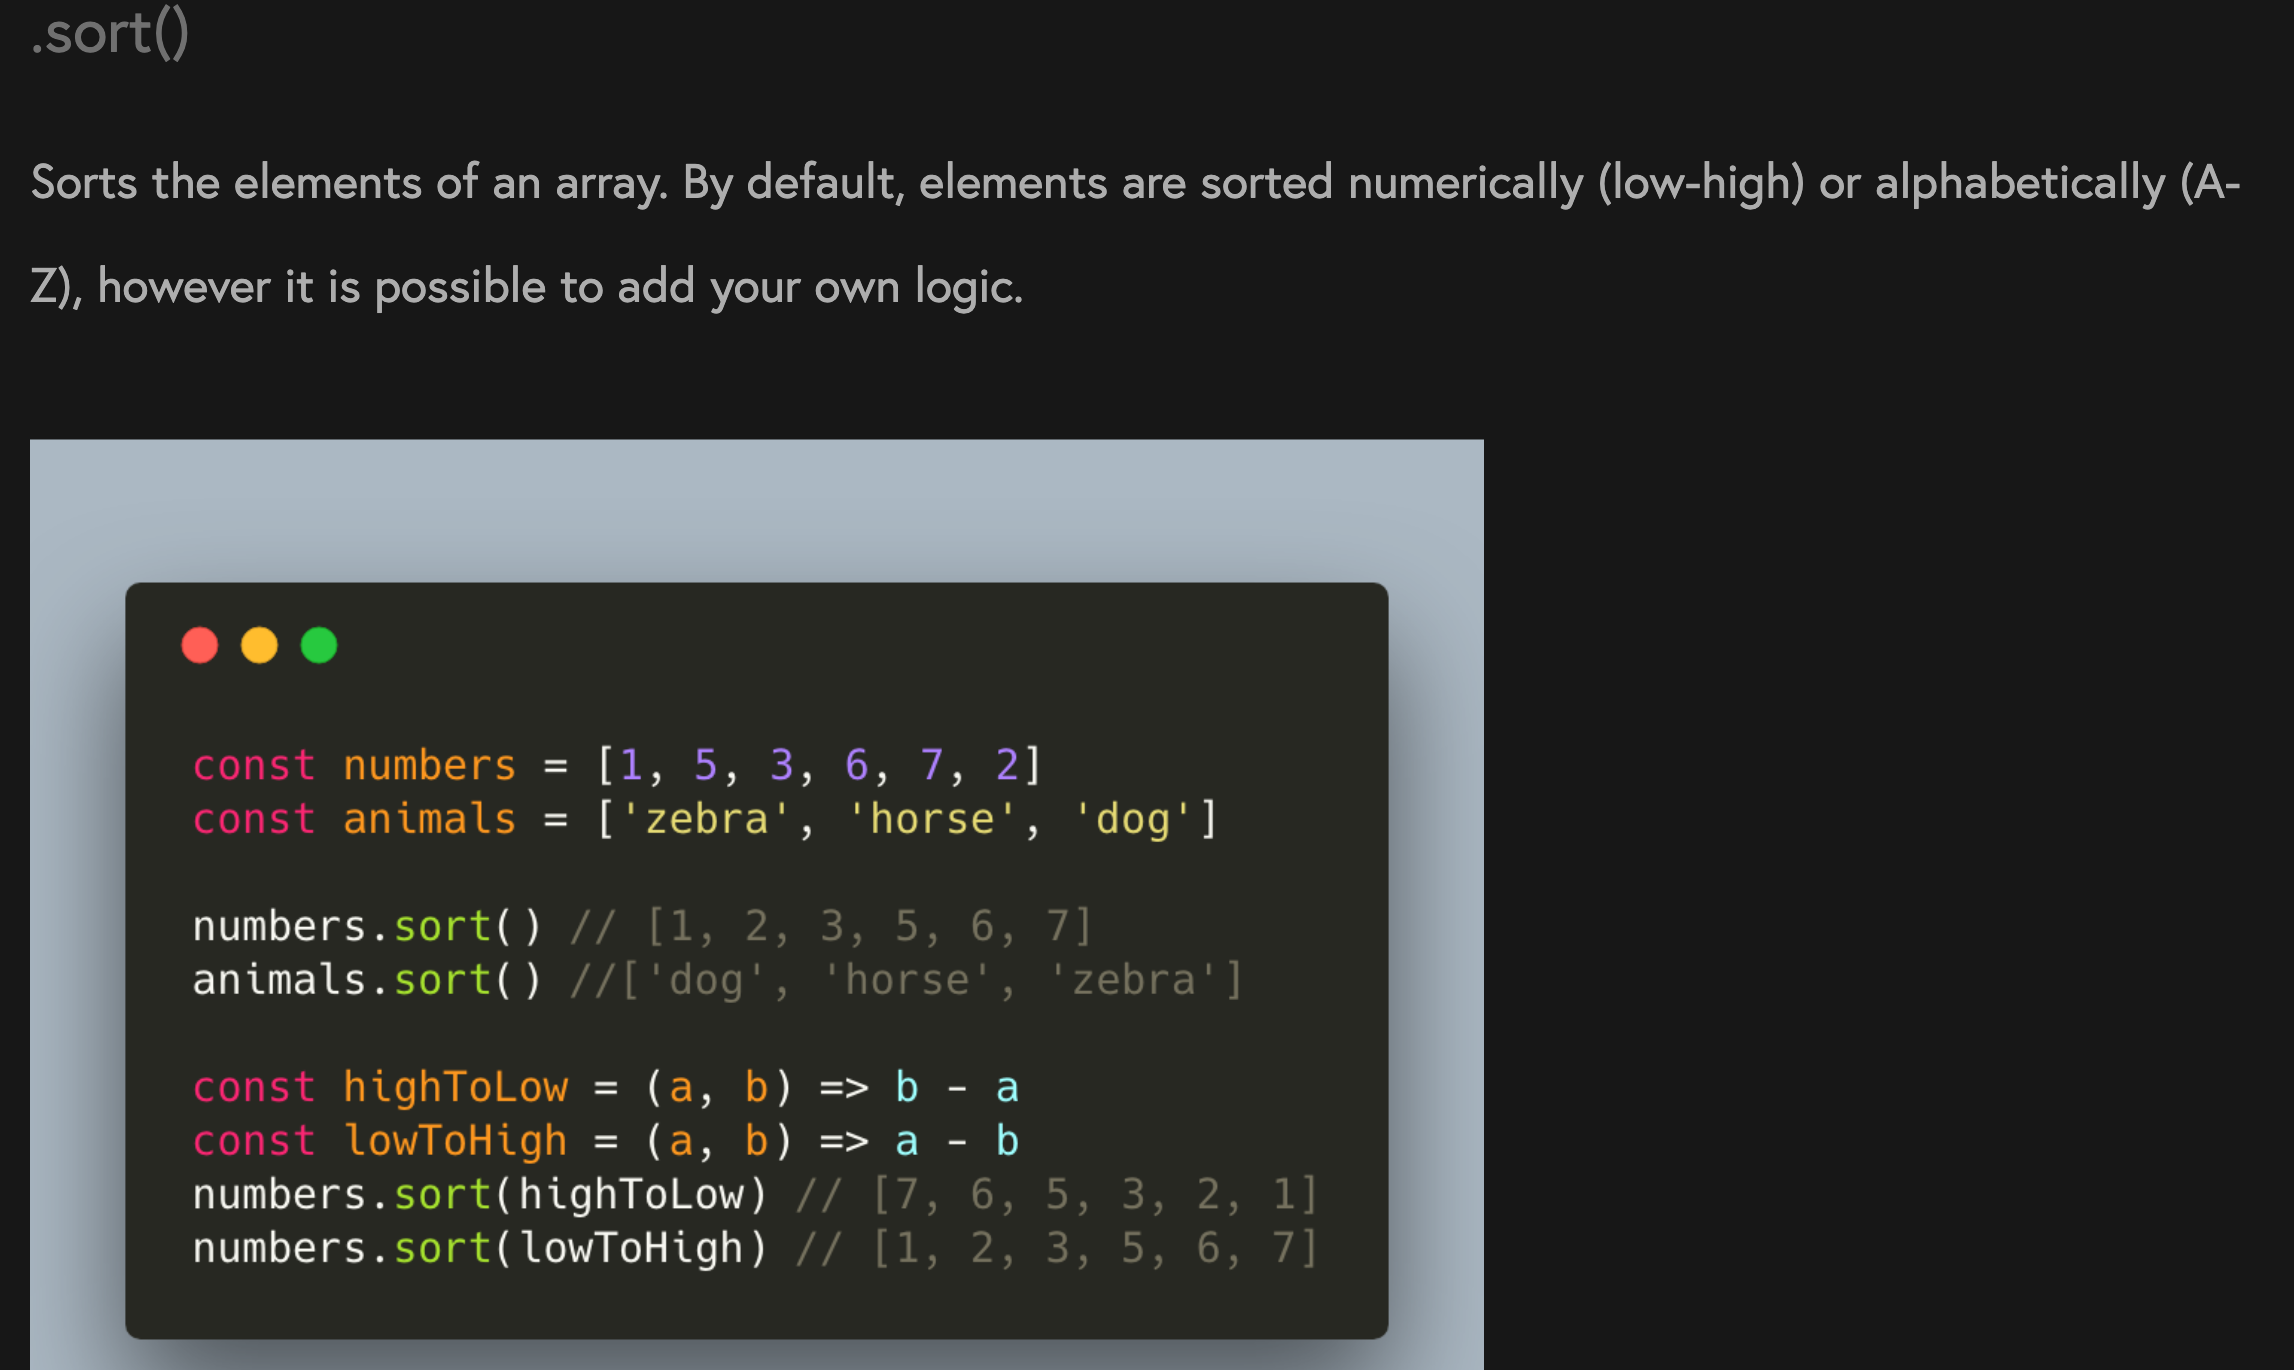 .sort()
Sorts the elements of an array. By default, elements are sorted numerically (low-high) or alphabetically (A-
Z), however it is possible to add your own logic.
const numbers = [1, 5, 3, 6, 7, 2]
const animals = ['zebra', 'horse', 'dog']
numbers.sort() // [1, 2, 3, 5, 6, 7]
animals.sort() //['dog', 'horse', 'zebra']
const highToLow = (a, b) => b - a
const lowToHigh = (a, b) => a - b
numbers.sort(highToLow) // [7, 6, 5, 3, 2, 1]
numbers.sort(lowToHigh) // [1, 2, 3, 5, 6, 7]